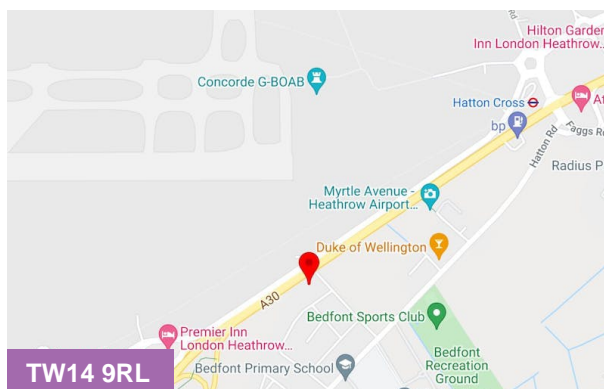 Hilton Garden
Inn London Heathrow...
Rd
Concorde G-BOAB
Hatton Cross
bp
Faggs R
Hatton Rd
Radius P
Myrtle Avenue -
Heathrow Airport...
Duke of Wellington
A30
Bedfont Sports Club
Premier Inn
London Heathrow...
Bedfont Primary School
Bedfont
Recreation
Ground
TW14 9RL